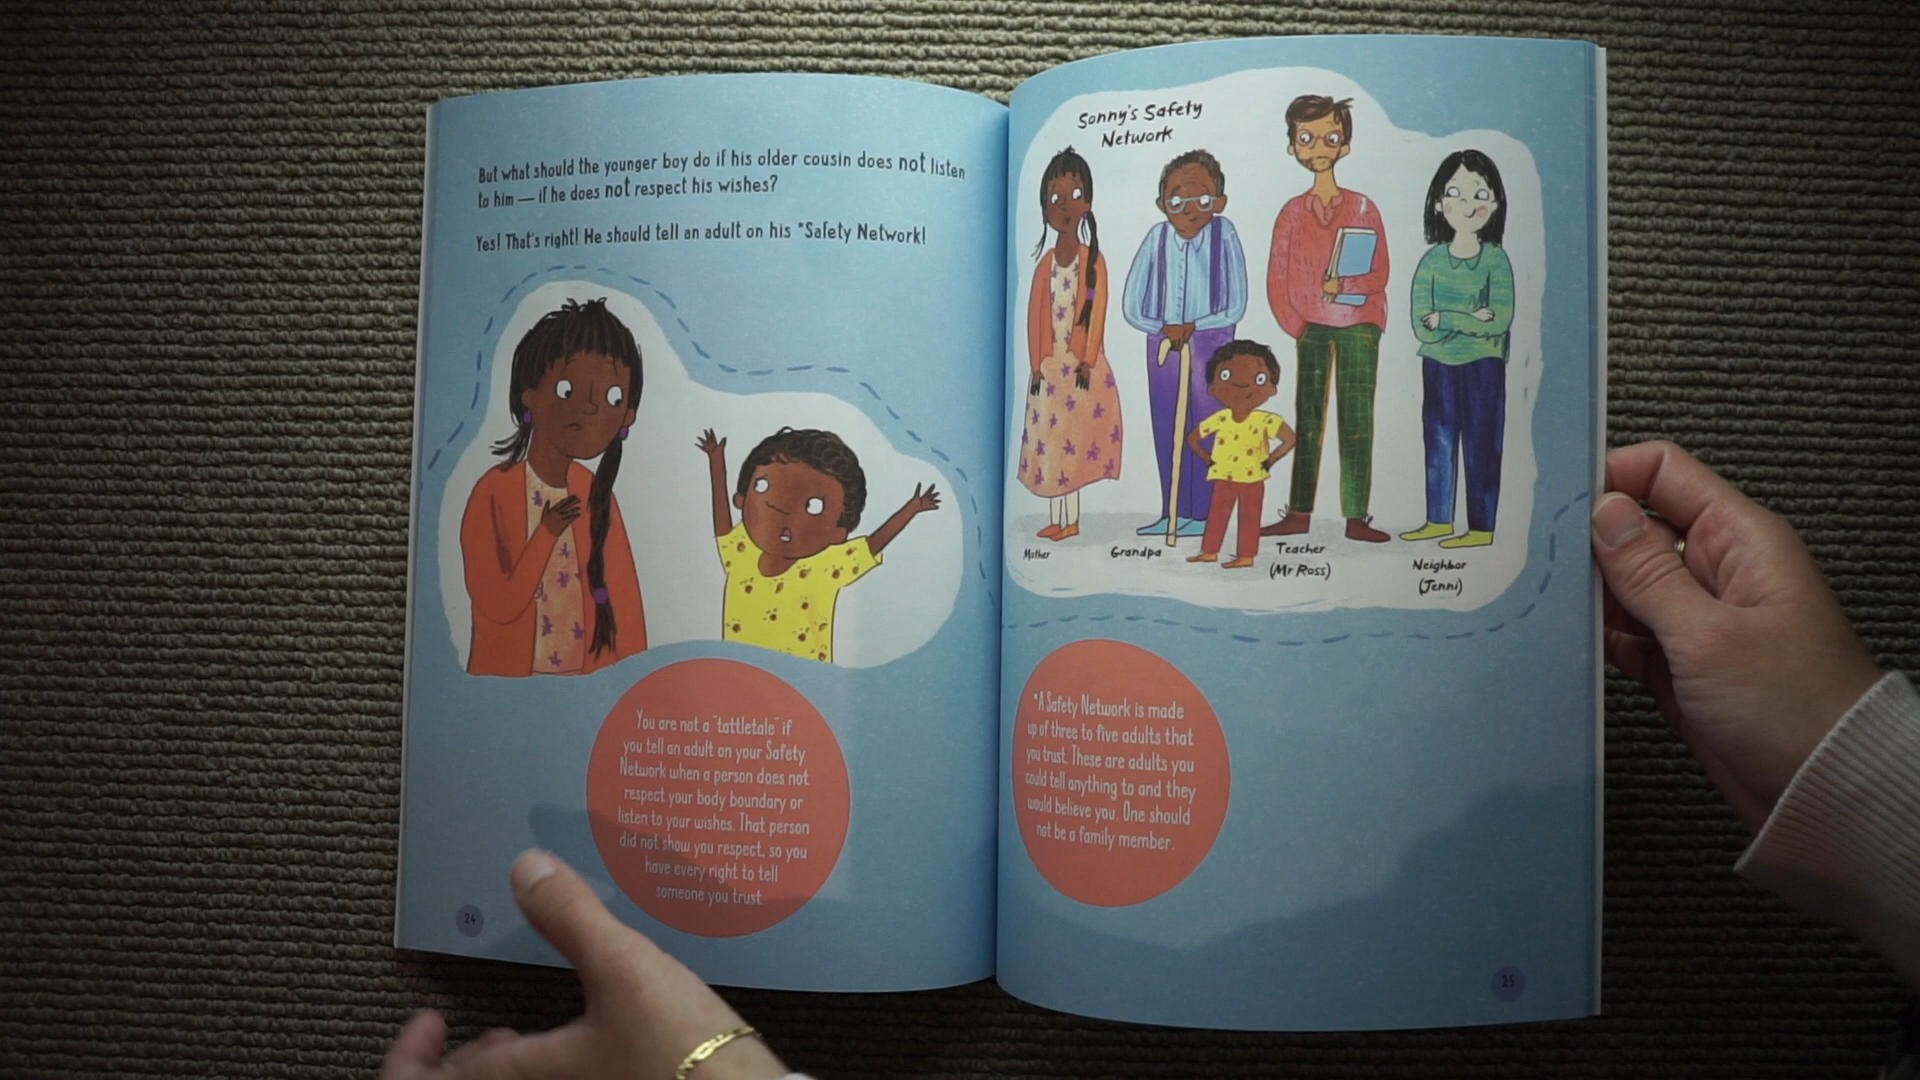 But what should the younger boy do if his older cousin does not listen
to him — if he does not respect his wishes?
Yes! That's right! He should tell an adult on his *Safety Network!
You are not a "tattletale" if
you tell an adult on your Safety
Network when a person does not
respect your body boundary or
listen to your wishes. That person
did not show you respect, so you
have every right to tell
someone you trust.
24
Sonny's Safety
Network
Mother
Grandpa
Teacher
(Mr Ross)
Neighbor
(Jenni)
*A Safety Network is made
up of three to five adults that
you trust. These are adults you
could tell anything to and they
would believe you. One should
not be a family member.
25